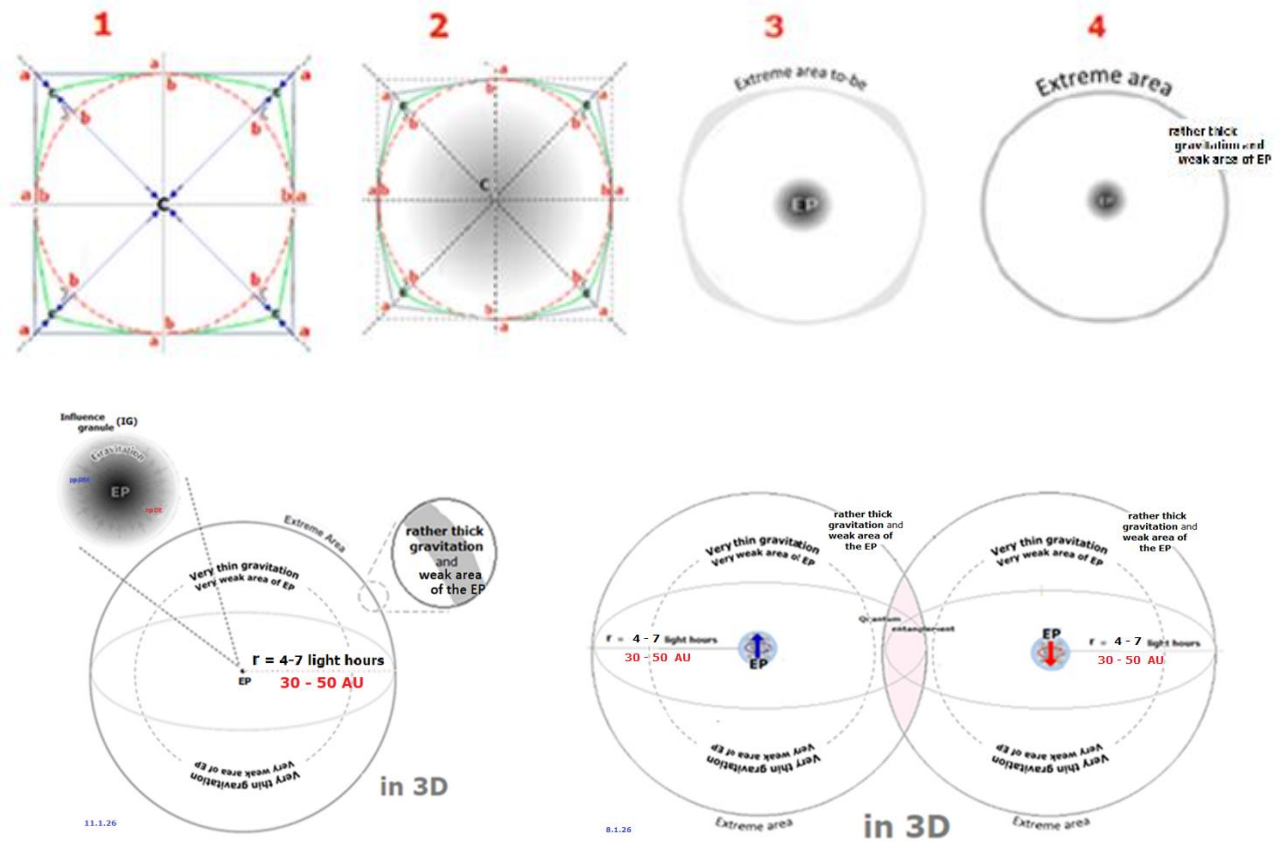 1
2
3
4
a
a
a
b
c
c
b
b
a
b
C
b
a
b
b
c
c
a
b
a
a
a
b
a
a
c
c
b
b
C
a
b
b
a
b
b
c
c
a
b
a
a
Extreme area to-be
EP
Extreme area
rather thick
gravitation and
weak area of EP
EP
Influence
granule (IG)
Gravitation
EP
Extreme Area
rather thick
gravitation
and
weak area
of the EP
Very thin gravitation
Very weak area of EP
r = 4-7 light hours
EP
30 - 50 AU
Very weak area of EP
Very thin gravitation
in 3D
11.1.26
rather thick
gravitation and
weak area of
the EP
Very thin gravitation
Very weak area of EP
r = 4 - 7 light hours
30 - 50 AU
EP
Quantum
entanglement
Very weak area of EP
Very thin gravitation
Extreme area
rather thick
gravitation and
weak area of
the EP
Very thin gravitation
Very weak area of EP
EP
r = 4 - 7 light hours
30 - 50 AU
Very weak area of EP
Very thin gravitation
Extreme area
in 3D
8.1.26